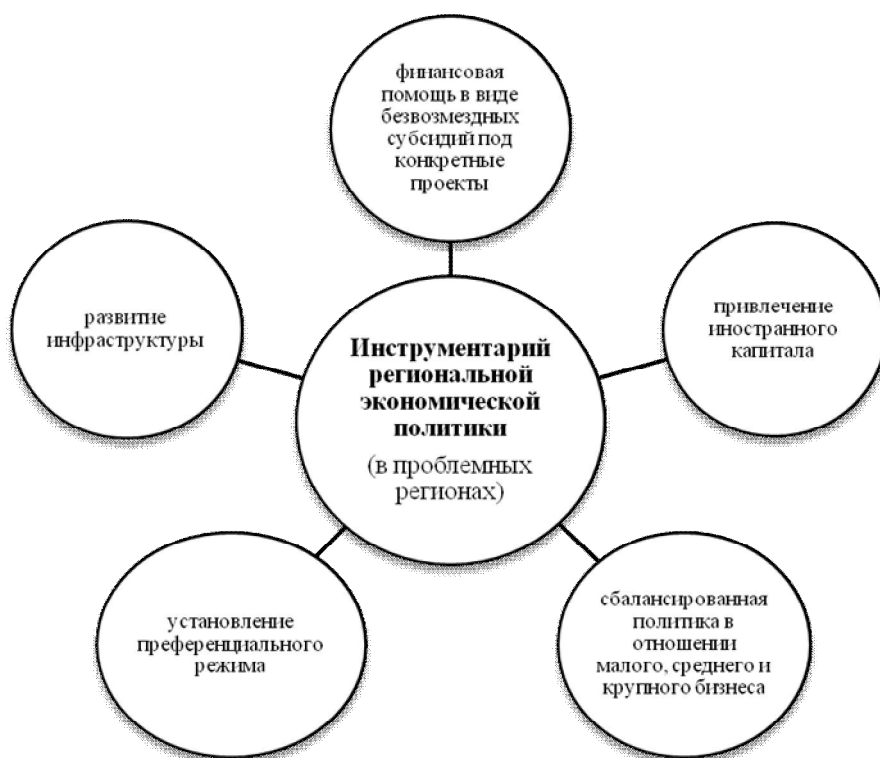 финансовая
помощь в виде
безвозмездных
субсидий под
конкретные
проекты
развитие
инфраструктуры
Инструментарий
региональной
экономической
политики
(в проблемных
регионах)
привлечение
иностранного
капитала
установление
преференциального
режима
сбалансированная
политика в
отношении
малого, среднего и
крупного бизнеса